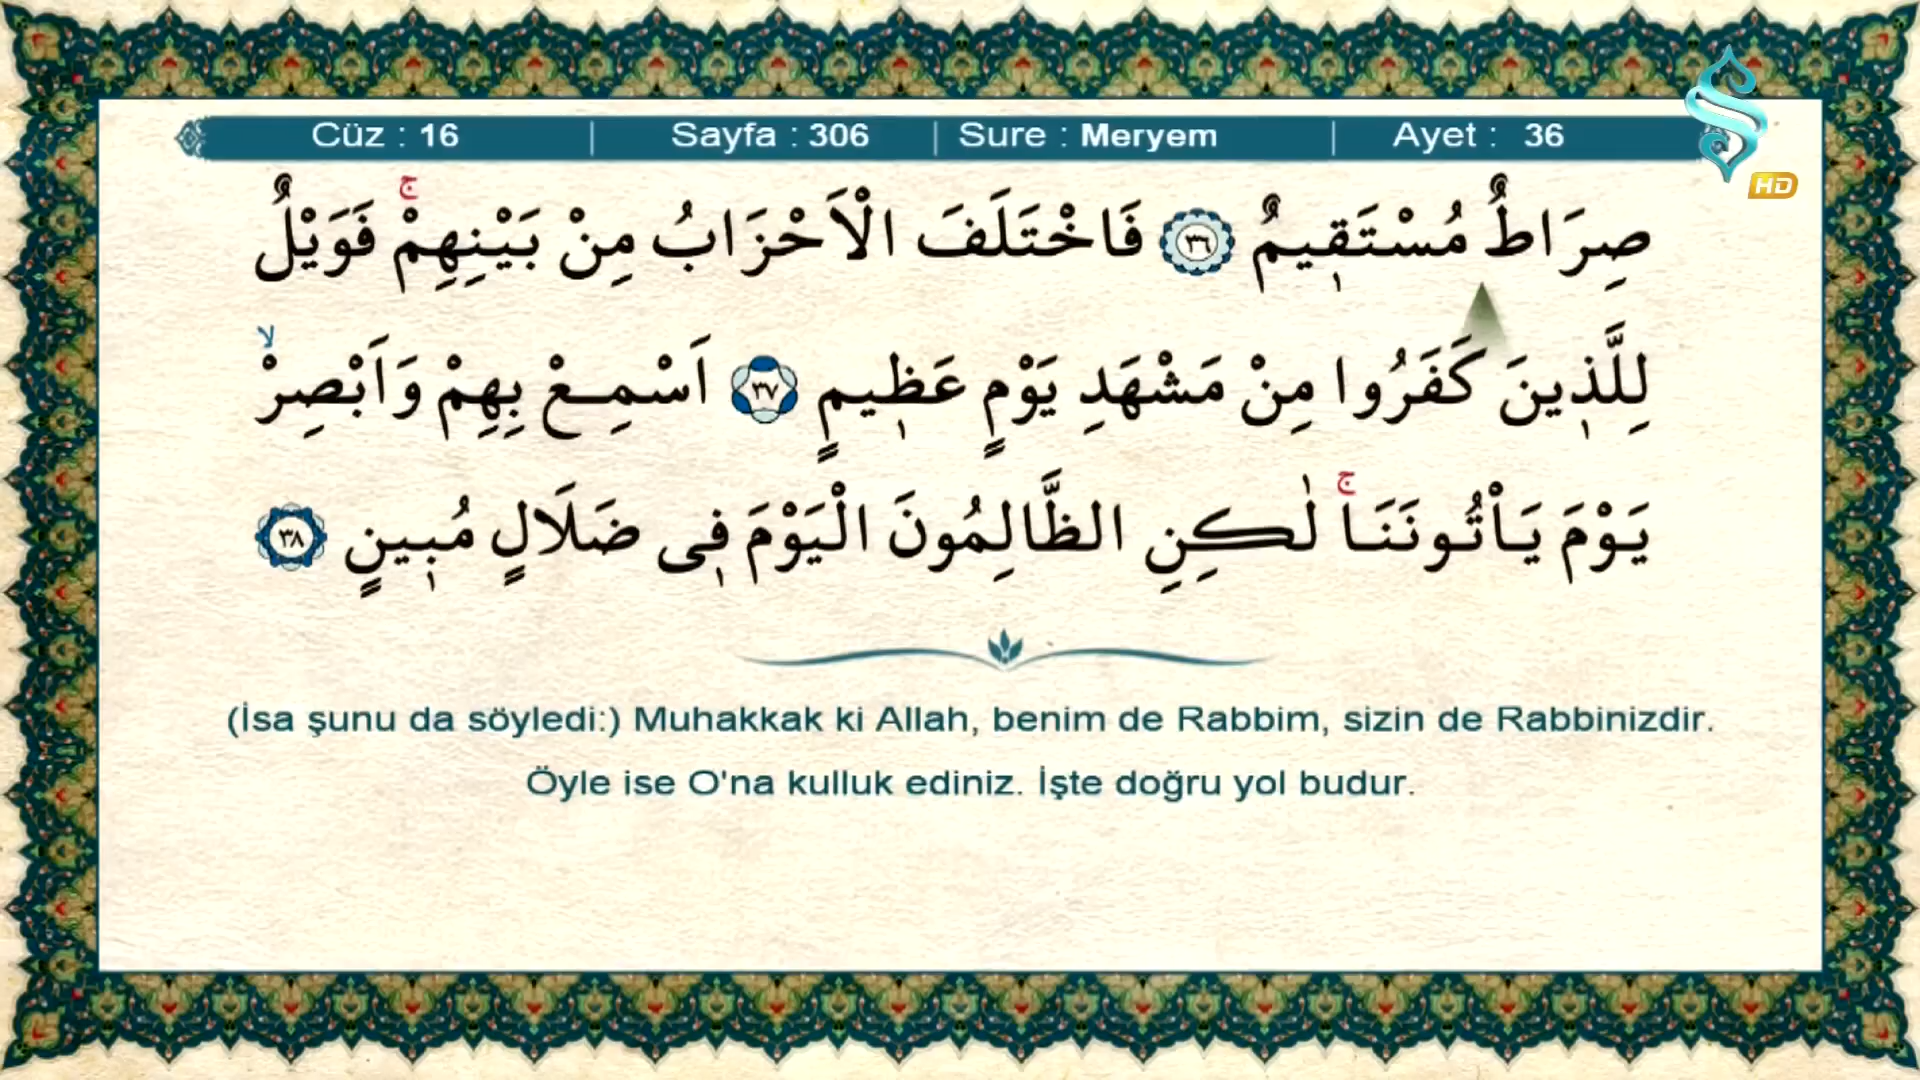 Cüz : 16 | Sayfa : 306 | Sure : Meryem | Ayet : 36
HD
صِرَاطٌ مُسْتَقٖيمٌ ﴿٣٦﴾ فَاخْتَلَفَ الْاَحْزَابُ مِنْ بَيْنِهِمْۚ فَوَيْلٌ
لِلَّذٖينَ كَفَرُوا مِنْ مَشْهَدِ يَوْمٍ عَظٖيمٍ ﴿٣٧﴾ اَسْمِعْ بِهِمْ وَاَبْصِرْۙ
يَوْمَ يَأْتُونَنَاۚ لٰكِنِ الظَّالِمُونَ الْيَوْمَ فٖى ضَلَالٍ مُبٖينٍ ﴿٣٨﴾
(İsa şunu da söyledi:) Muhakkak ki Allah, benim de Rabbim, sizin de Rabbinizdir.
Öyle ise O'na kulluk ediniz. İşte doğru yol budur.